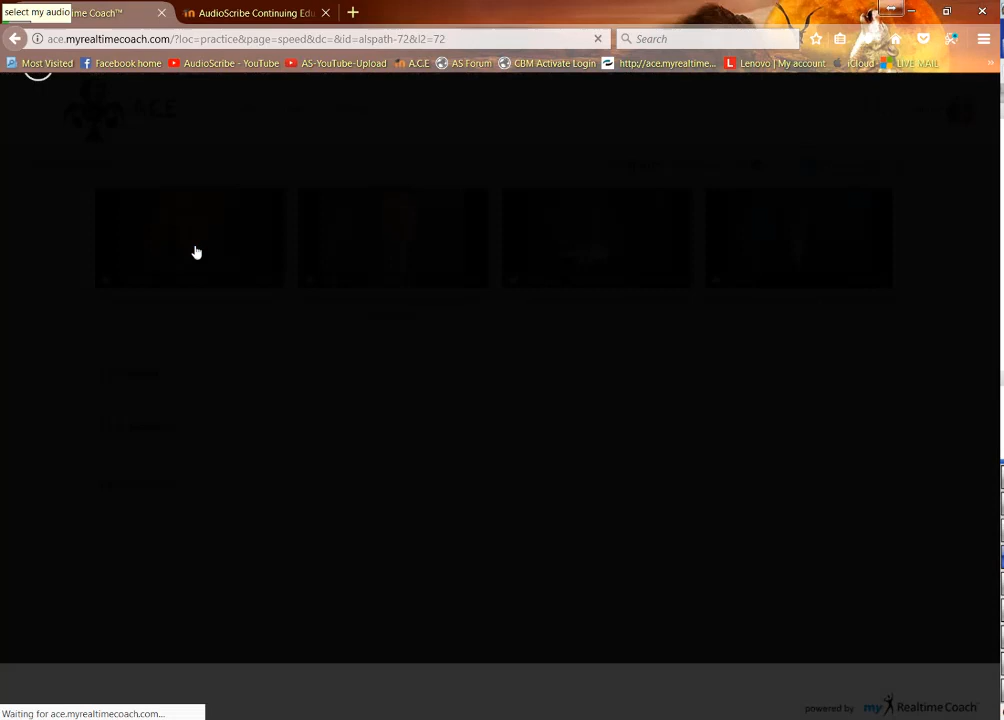 select my audio
me Coach™
AudioScribe Continuing Edu
ace.myrealtimecoach.com/?loc=practice&page=speed&dc=&id=alspath-72&l2=72
Search
Most Visited
Facebook home
AudioScribe - YouTube
AS-YouTube-Upload
A.C.E
AS Forum
CBM Activate Login
http://ace.myrealtime...
Lenovo | My account
iCloud
LIVE MAIL
A.C.E
powered by my Realtime Coach™
Waiting for ace.myrealtimecoach.com...